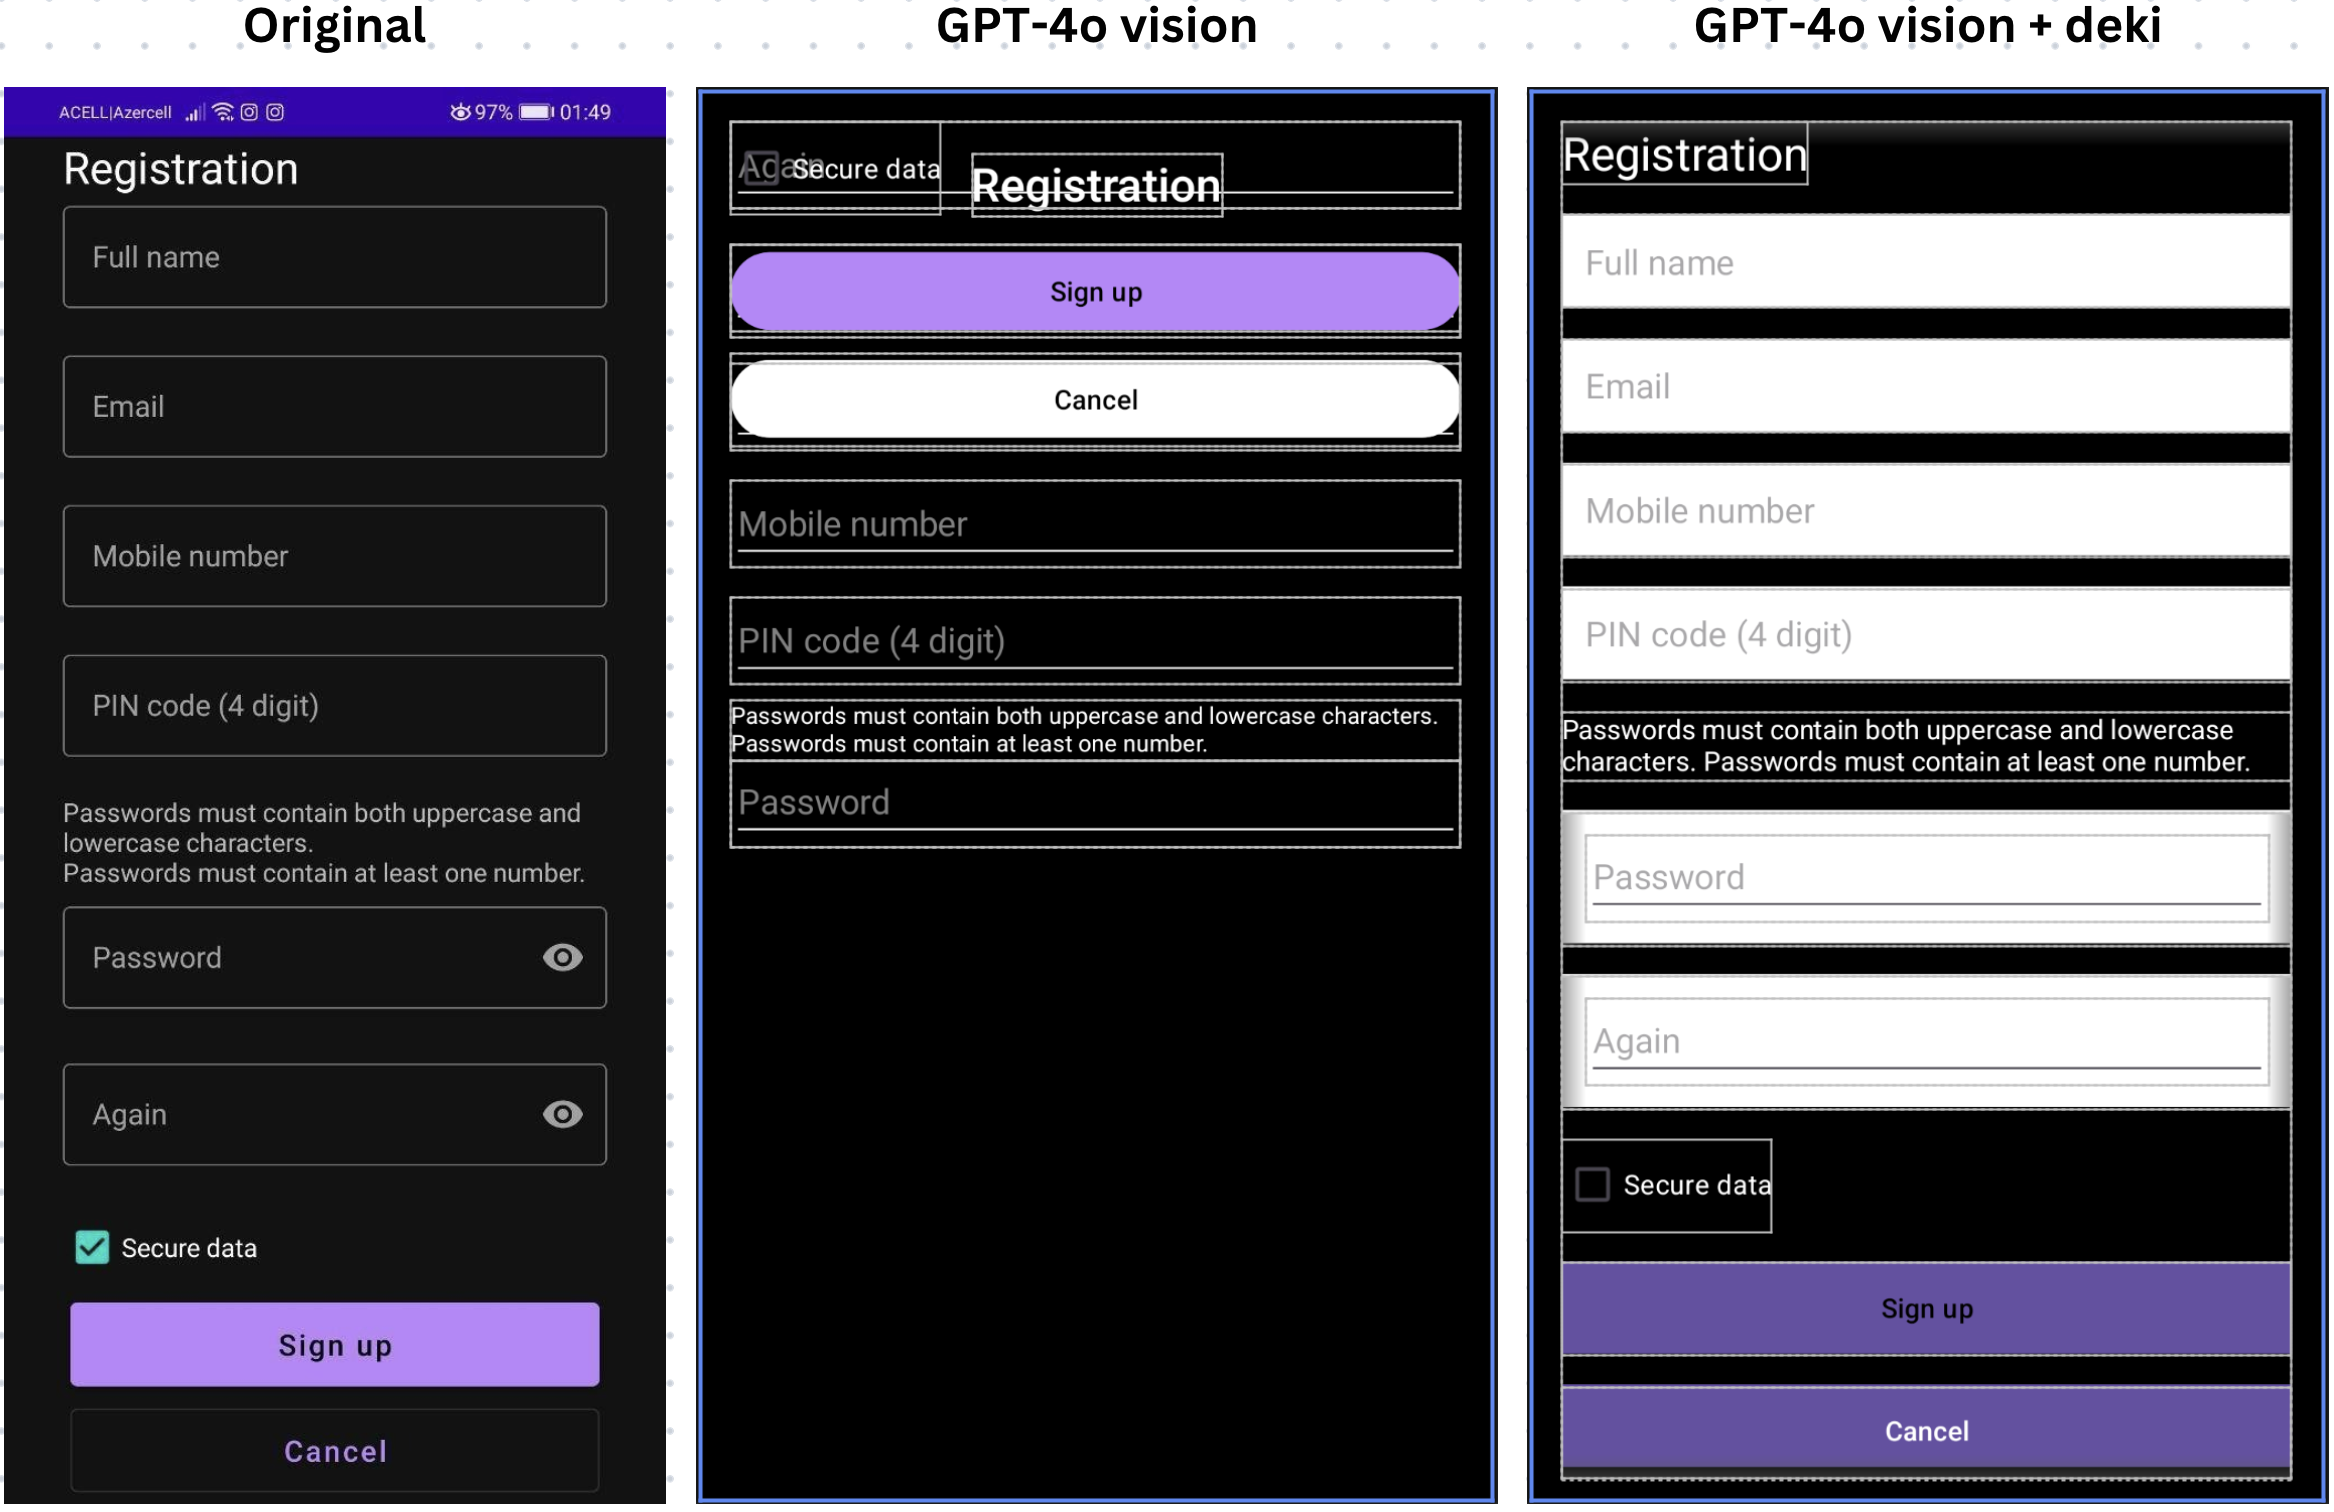 Original
GPT-4o vision
GPT-4o vision + deki
ACELL|Azercell
97%
01:49
Registration
Full name
Email
Mobile number
PIN code (4 digit)
Passwords must contain both uppercase and
lowercase characters.
Passwords must contain at least one number.
Password
Again
Secure data
Sign up
Cancel
Again
Secure data
Registration
Sign up
Cancel
Mobile number
PIN code (4 digit)
Passwords must contain both uppercase and lowercase characters.
Passwords must contain at least one number.
Password
Registration
Full name
Email
Mobile number
PIN code (4 digit)
Passwords must contain both uppercase and lowercase
characters. Passwords must contain at least one number.
Password
Again
Secure data
Sign up
Cancel